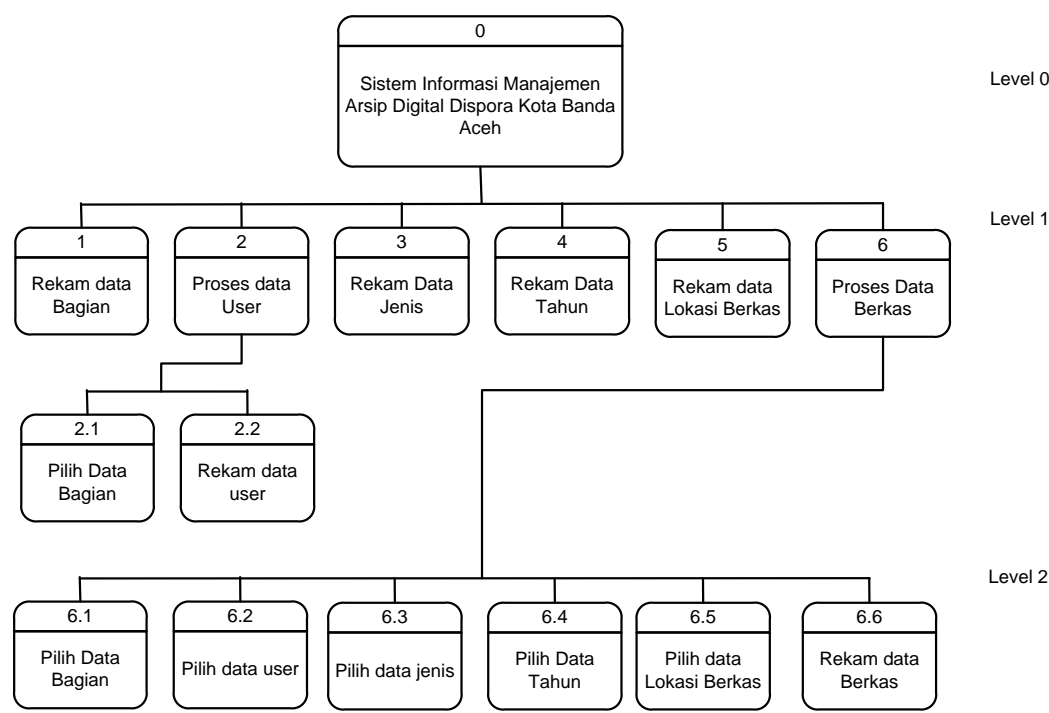 0
Sistem Informasi Manajemen
Arsip Digital Dispora Kota Banda
Aceh
Level 0
Level 1
1
Rekam data
Bagian
2
Proses data
User
3
Rekam Data
Jenis
4
Rekam Data
Tahun
5
Rekam data
Lokasi Berkas
6
Proses Data
Berkas
2.1
Pilih Data
Bagian
2.2
Rekam data
user
Level 2
6.1
Pilih Data
Bagian
6.2
Pilih data user
6.3
Pilih data jenis
6.4
Pilih Data
Tahun
6.5
Pilih data
Lokasi Berkas
6.6
Rekam data
Berkas